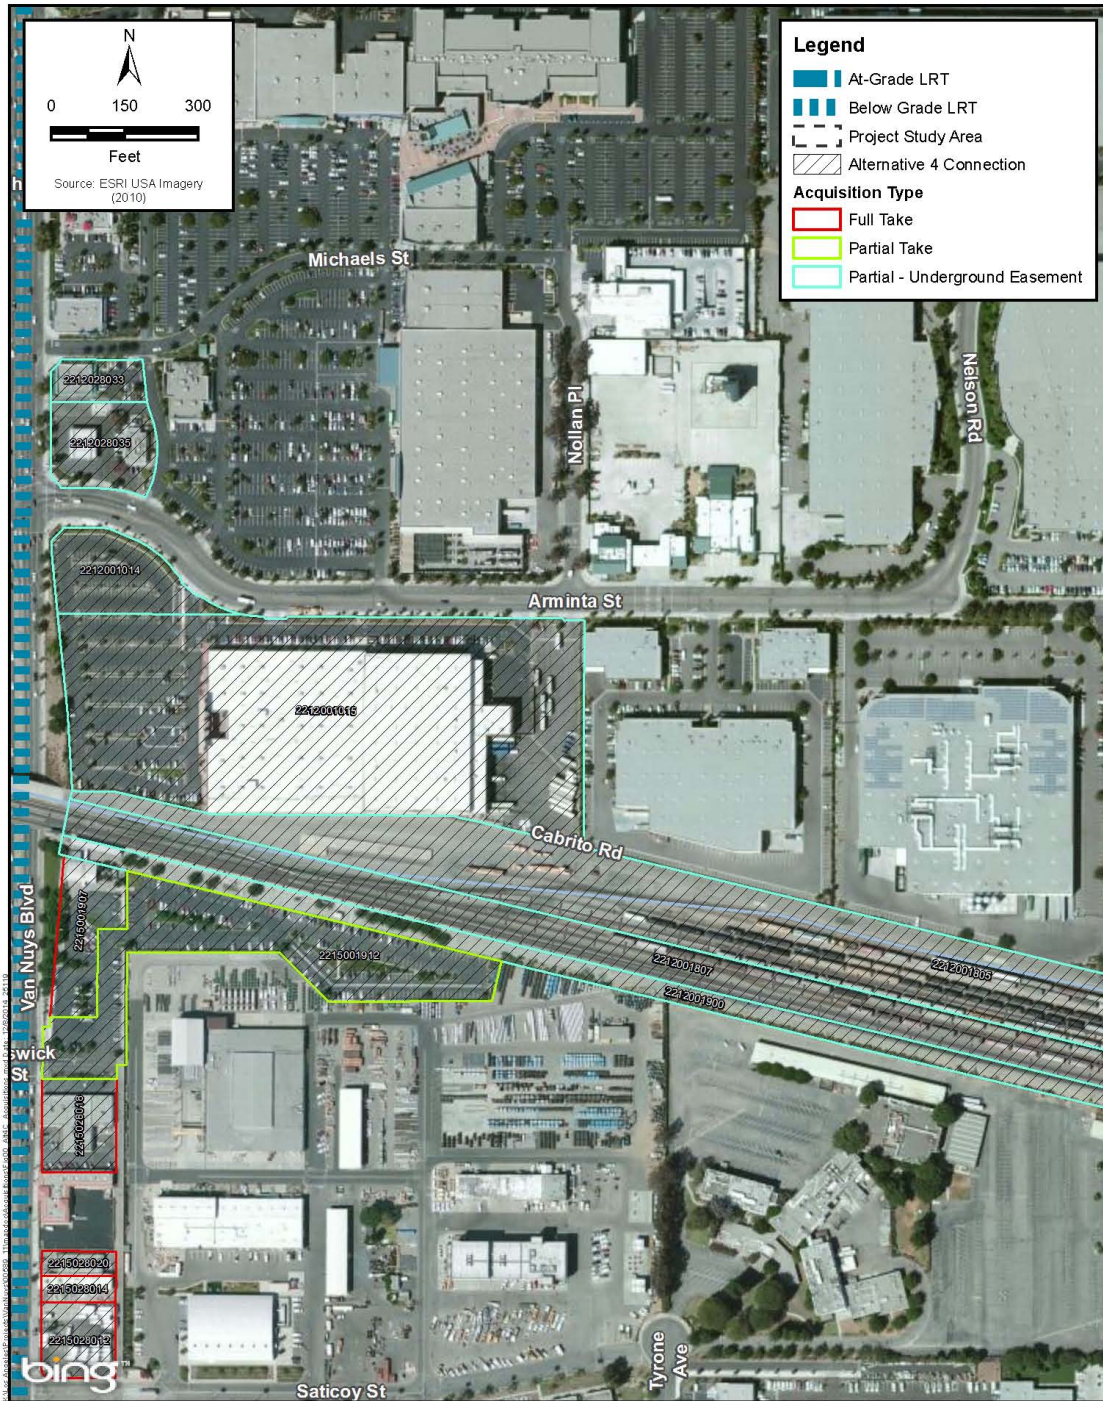 N
0 150 300
Feet
Source: ESRI USA Imagery
(2010)
Legend
At-Grade LRT
Below Grade LRT
Project Study Area
Alternative 4 Connection
Acquisition Type
Full Take
Partial Take
Partial - Underground Easement
h
Michaels St
Nollan Pl
Nelson Rd
2212028033
2212028035
2212001014
Arminta St
2212001015
Cabrito Rd
Van Nuys Blvd
2215001907
2215001912
2212001807
2212001805
2212001900
swick
St
2215028018
2215028020
2215028014
2215028012
bing™
Saticoy St
Tyrone
Ave